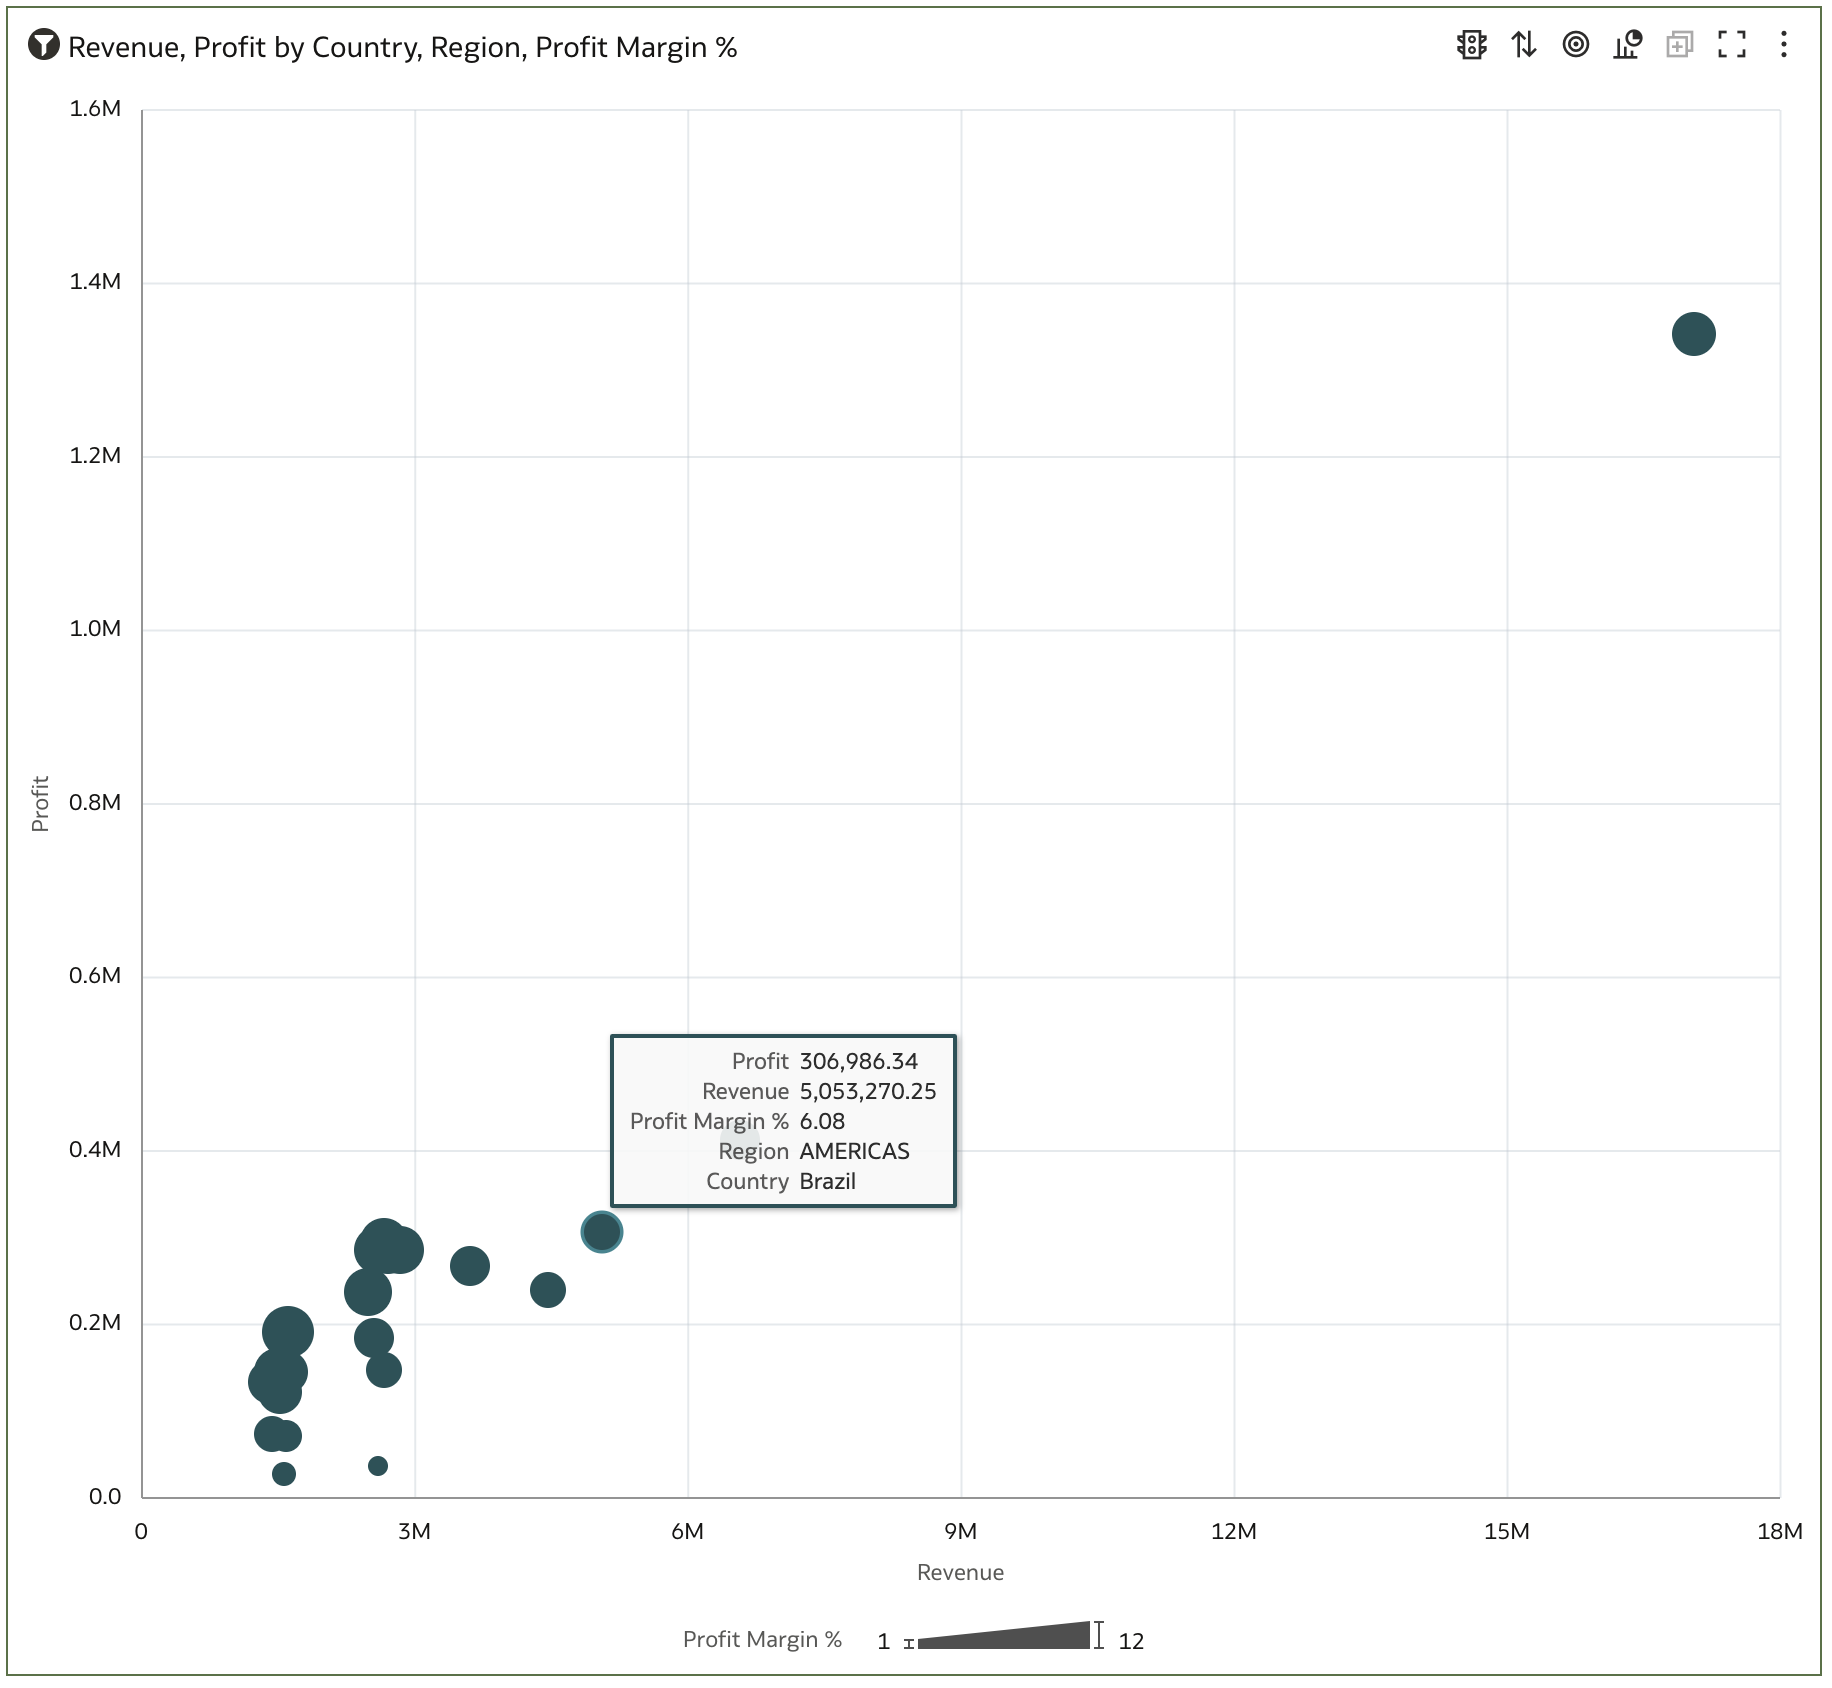 Revenue, Profit by Country, Region, Profit Margin %
1.6M
1.4M
1.2M
1.0M
0.8M
0.6M
0.4M
0.2M
0.0
Profit
Profit 306,986.34
Revenue 5,053,270.25
Profit Margin % 6.08
Region AMERICAS
Country Brazil
0 3M 6M 9M 12M 15M 18M
Revenue
Profit Margin % 1 12